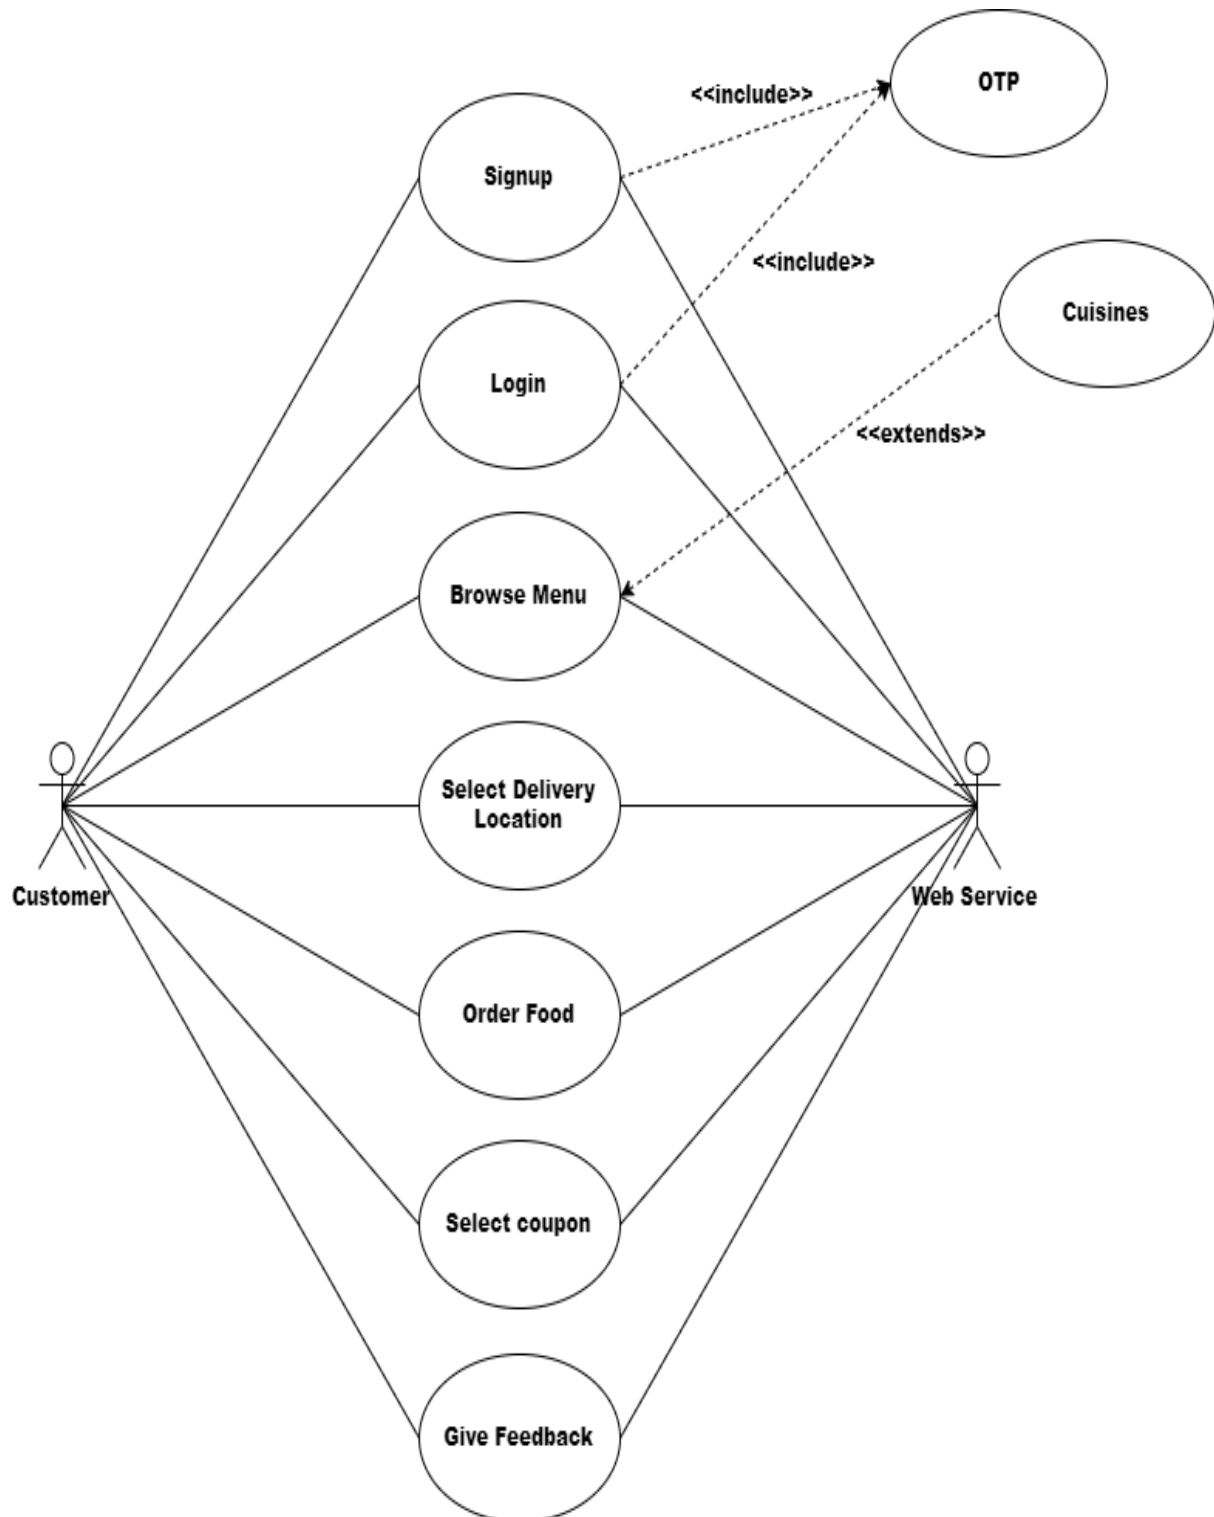 OTP
<<include>>
Signup
<<include>>
Cuisines
Login
<<extends>>
Browse Menu
Select Delivery
Location
Customer
Web Service
Order Food
Select coupon
Give Feedback